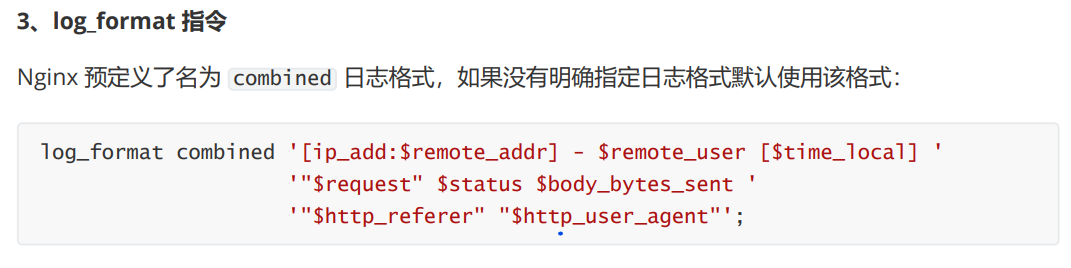 3、log_format 指令
Nginx 预定义了名为 combined 日志格式，如果没有明确指定日志格式默认使用该格式：
log_format combined '[ip_add:$remote_addr] - $remote_user [$time_local] '
'"$request" $status $body_bytes_sent '
'"$http_referer" "$http_user_agent"';